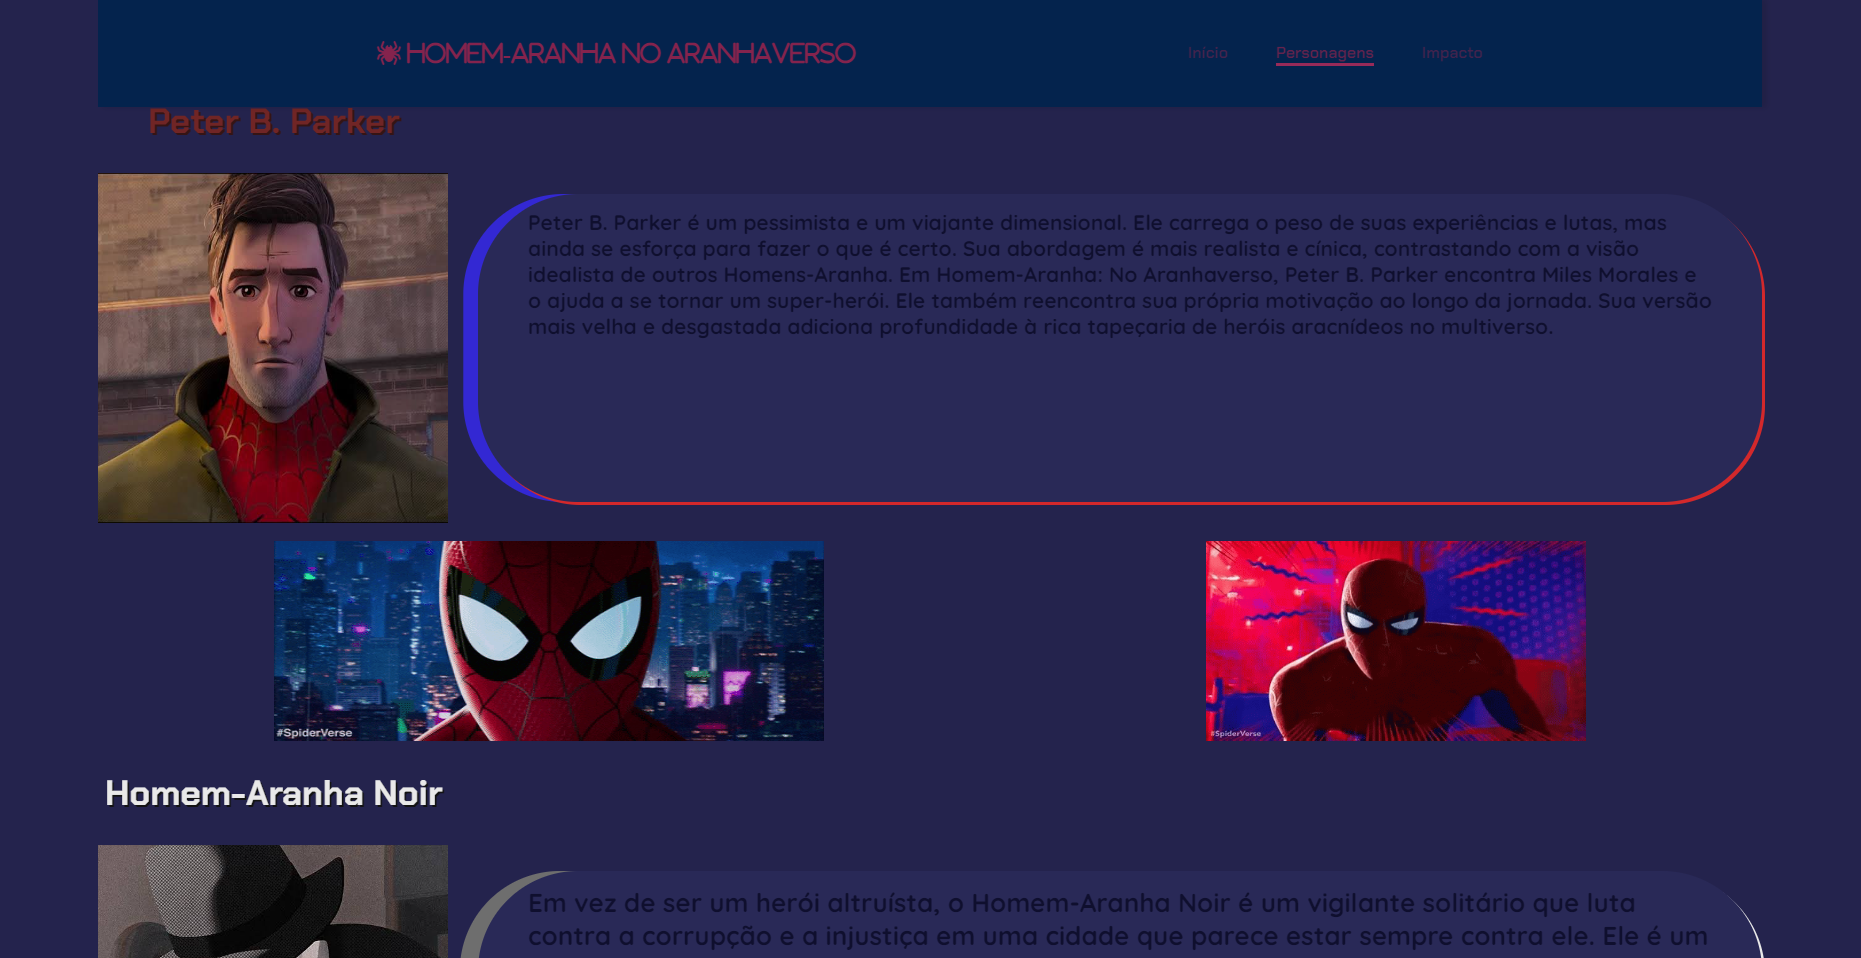 HOMEM-ARANHA NO ARANHAVERSO
Início
Personagens
Impacto
Peter B. Parker
Peter B. Parker é um pessimista e um viajante dimensional. Ele carrega o peso de suas experiências e lutas, mas
ainda se esforça para fazer o que é certo. Sua abordagem é mais realista e cínica, contrastando com a visão
idealista de outros Homens-Aranha. Em Homem-Aranha: No Aranhaverso, Peter B. Parker encontra Miles Morales e
o ajuda a se tornar um super-herói. Ele também reencontra sua própria motivação ao longo da jornada. Sua versão
mais velha e desgastada adiciona profundidade à rica tapeçaria de heróis aracnídeos no multiverso.
#SpiderVerse
#SpiderVerse
Homem-Aranha Noir
Em vez de ser um herói altruísta, o Homem-Aranha Noir é um vigilante solitário que luta
contra a corrupção e a injustiça em uma cidade que parece estar sempre contra ele. Ele é um